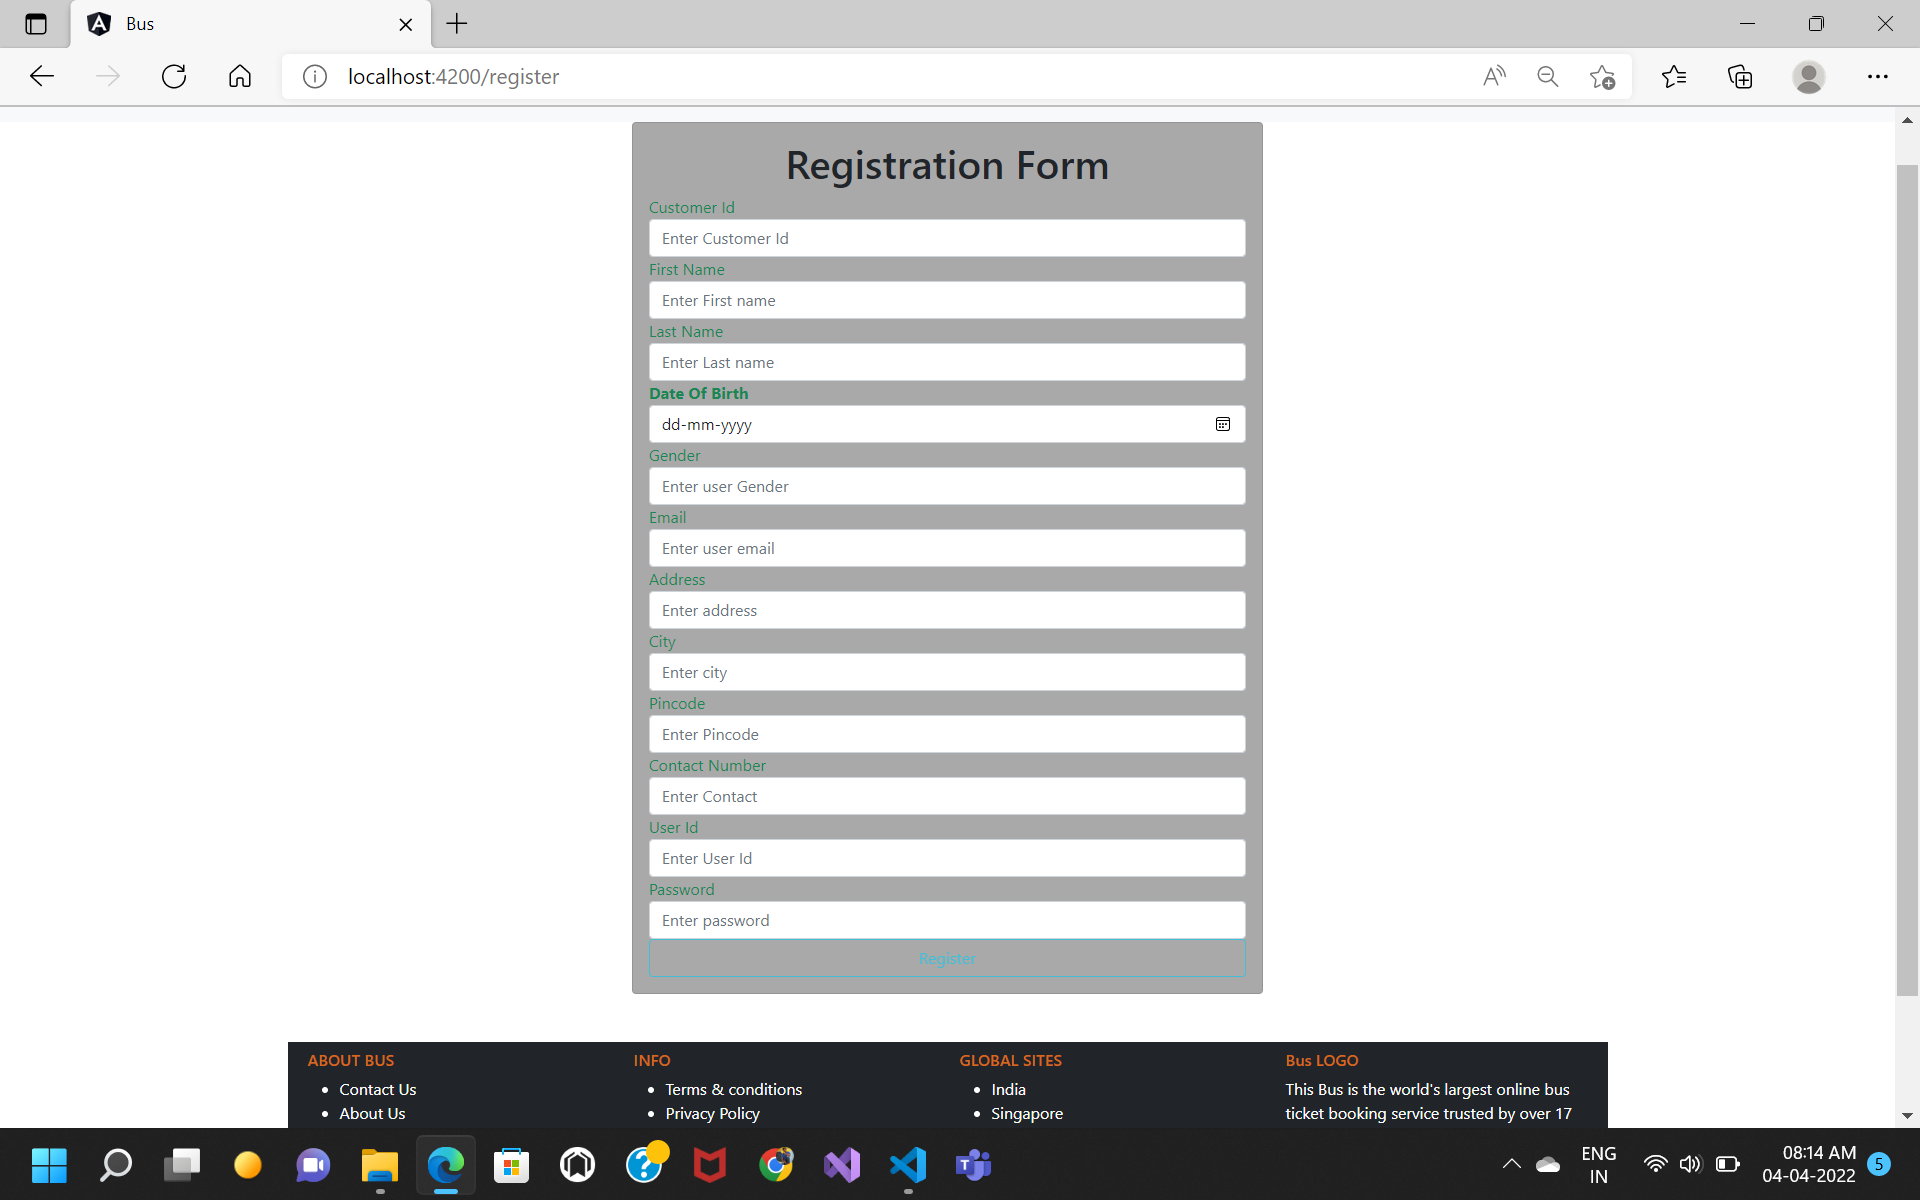 Bus
localhost:4200/register
Registration Form
Customer Id
Enter Customer Id
First Name
Enter First name
Last Name
Enter Last name
Date Of Birth
dd-mm-yyyy
Gender
Enter user Gender
Email
Enter user email
Address
Enter address
City
Enter city
Pincode
Enter Pincode
Contact Number
Enter Contact
User Id
Enter User Id
Password
Enter password
Register
ABOUT BUS
Contact Us
About Us
INFO
Terms & conditions
Privacy Policy
GLOBAL SITES
India
Singapore
Bus LOGO
This Bus is the world's largest online bus
ticket booking service trusted by over 17
ENG
IN
08:14 AM
04-04-2022
5